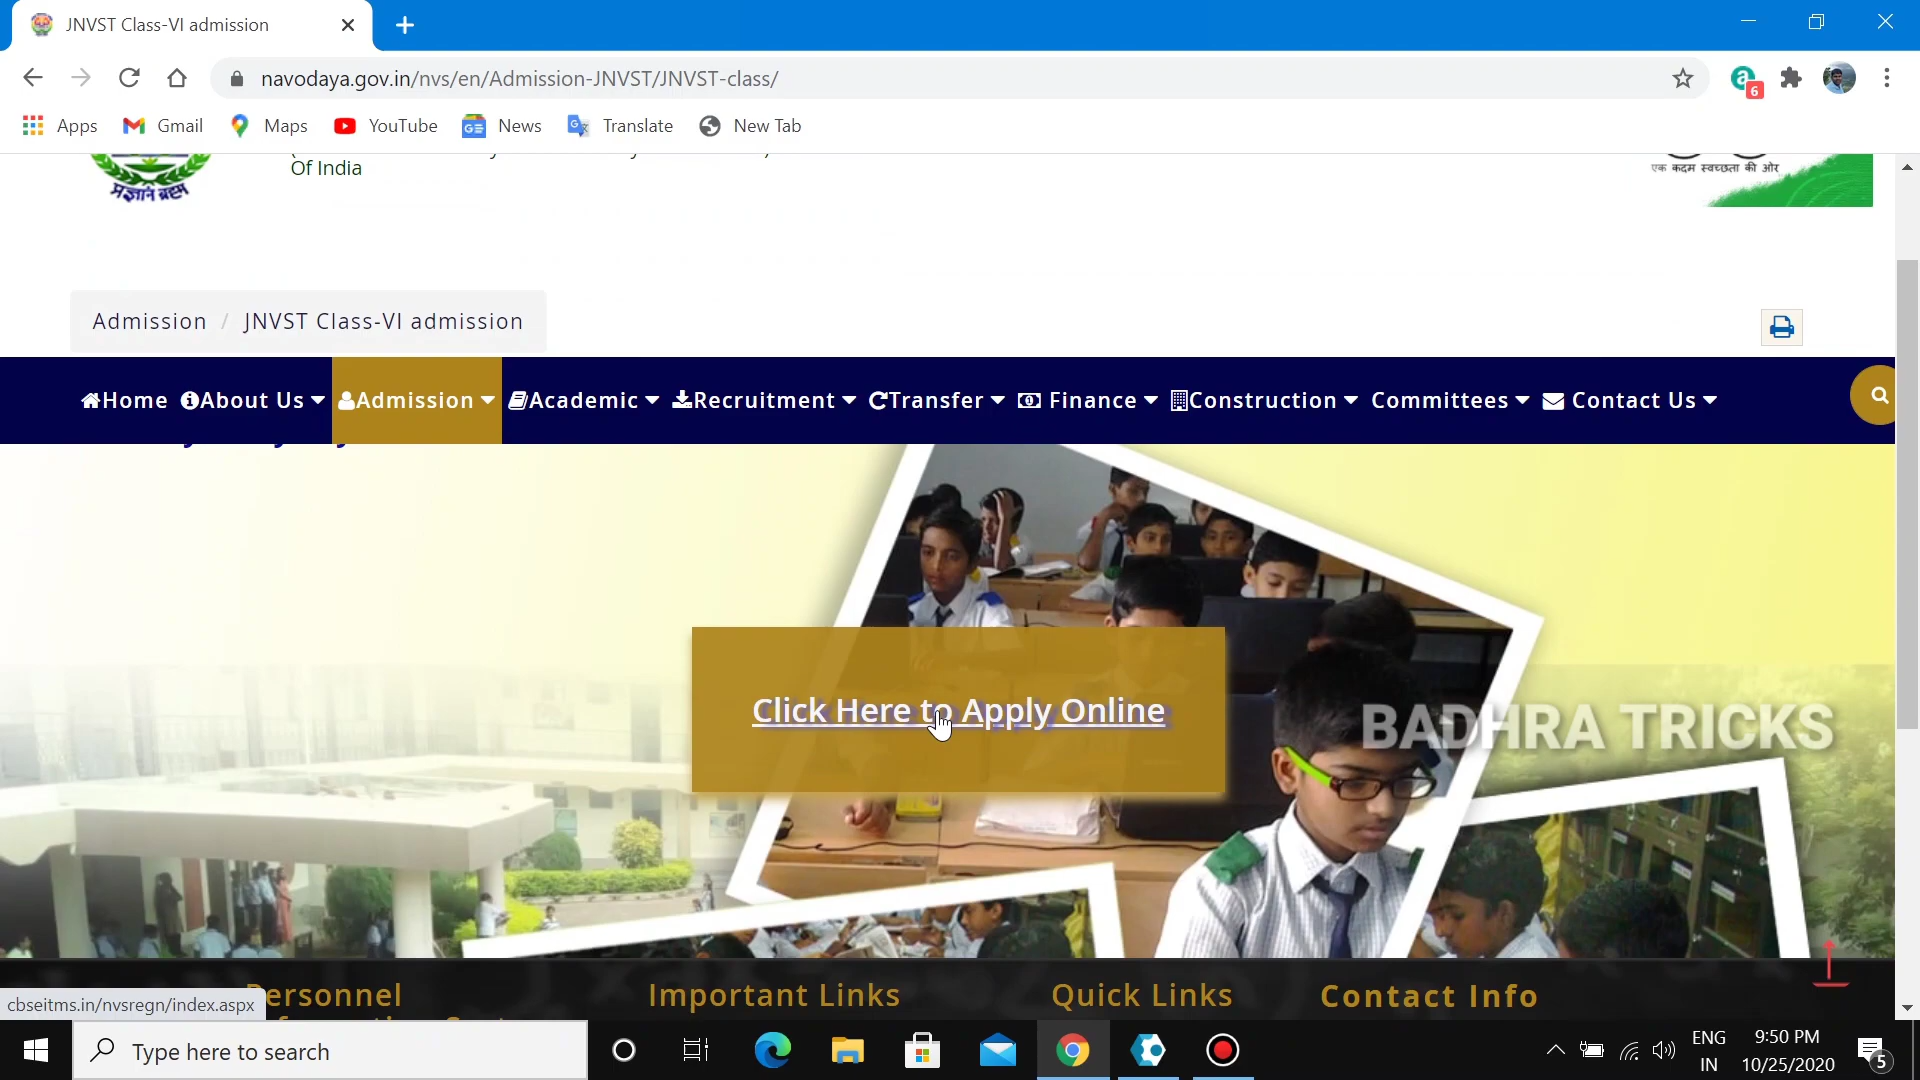 JNVST Class-VI admission
navodaya.gov.in/nvs/en/Admission-JNVST/JNVST-class/
6
Apps Gmail Maps YouTube News Translate New Tab
Of India
प्रज्ञानं ब्रह्म
एक कदम स्वच्छता की ओर
Admission / JNVST Class-VI admission
Home About Us Admission Academic Recruitment Transfer Finance Construction Committees Contact Us
Click Here to Apply Online
BADHRA TRICKS
Personnel Important Links Quick Links Contact Info
cbseitms.in/nvsregn/index.aspx
Type here to search
ENG
IN
9:50 PM
10/25/2020
5